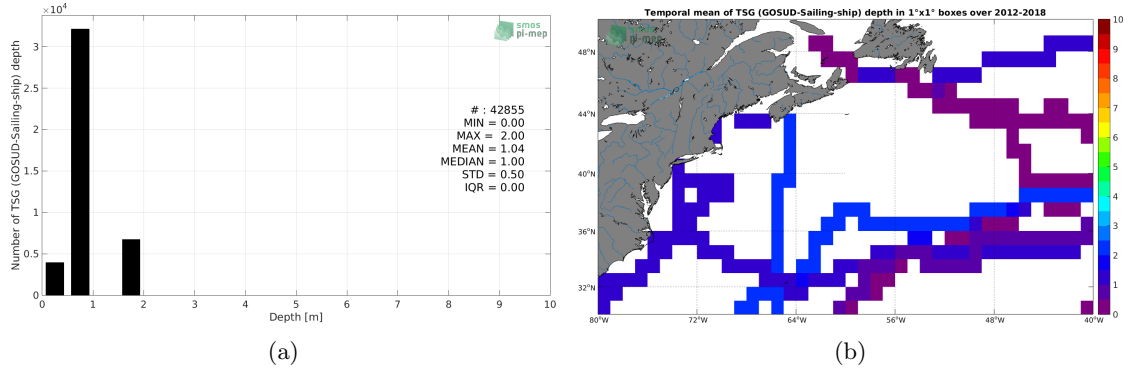 ×10⁴
smos
pi-mep
Number of TSG (GOSUD-Sailing-ship) depth
3
2.5
2
1.5
1
0.5
0
# : 42855
MIN = 0.00
MAX = 2.00
MEAN = 1.04
MEDIAN = 1.00
STD = 0.50
IQR = 0.00
0 1 2 3 4 5 6 7 8 9 10
Depth [m]
(a)
Temporal mean of TSG (GOSUD-Sailing-ship) depth in 1°x1° boxes over 2012-2018
smos
pi-mep
48°N
44°N
40°N
36°N
32°N
80°W 72°W 64°W 56°W 48°W 40°W
10
9
8
7
6
5
4
3
2
1
0
(b)